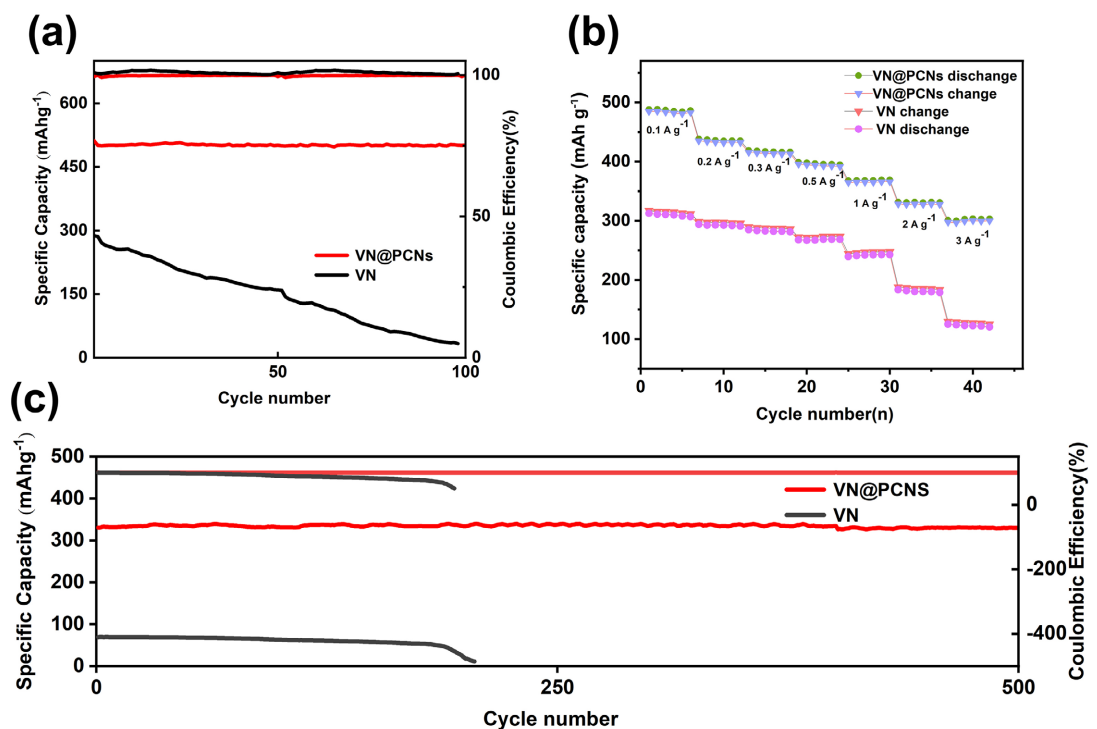 (a)
Specific Capacity (mAhg-1)
600
500
400
300
150
0
50
100
Cycle number
100
50
0
Coulombic Efficiency(%)
VN@PCNs
VN
(b)
Specific capacity (mAh g-1)
500
400
300
200
100
0
10
20
30
40
Cycle number(n)
VN@PCNs dischange
VN@PCNs change
VN change
VN dischange
0.1 A g-1
0.2 A g-1
0.3 A g-1
0.5 A g-1
1 A g-1
2 A g-1
3 A g-1
(c)
Specific Capacity (mAhg-1)
500
400
300
200
100
0
0
250
500
Cycle number
0
-200
-400
Coulombic Efficiency(%)
VN@PCNS
VN